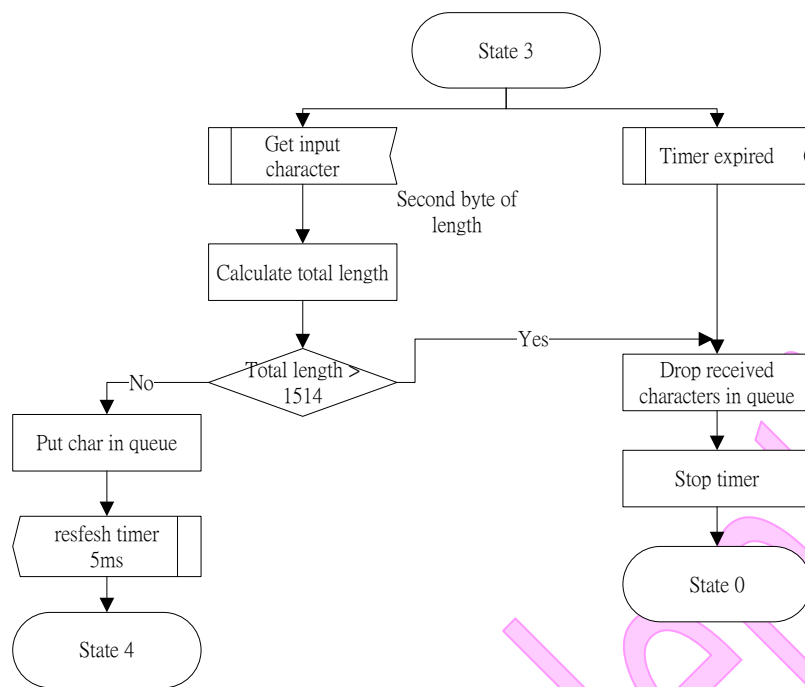 State 3
Get input
character
Timer expired
Second byte of
length
Calculate total length
Total length >
1514
Yes
No
Drop received
characters in queue
Put char in queue
Stop timer
resfesh timer
5ms
State 0
State 4